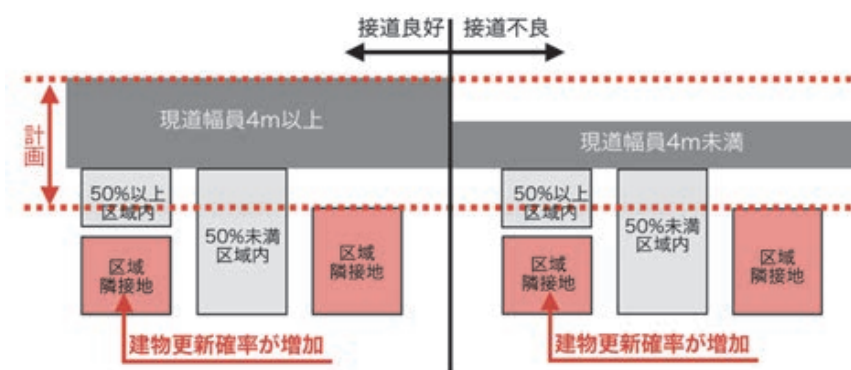 接道良好
接道不良
計画
現道幅員4m以上
現道幅員4m未満
50%以上
区域内
50%未満
区域内
区域
隣接地
区域
隣接地
建物更新確率が増加
50%以上
区域内
50%未満
区域内
区域
隣接地
区域
隣接地
建物更新確率が増加